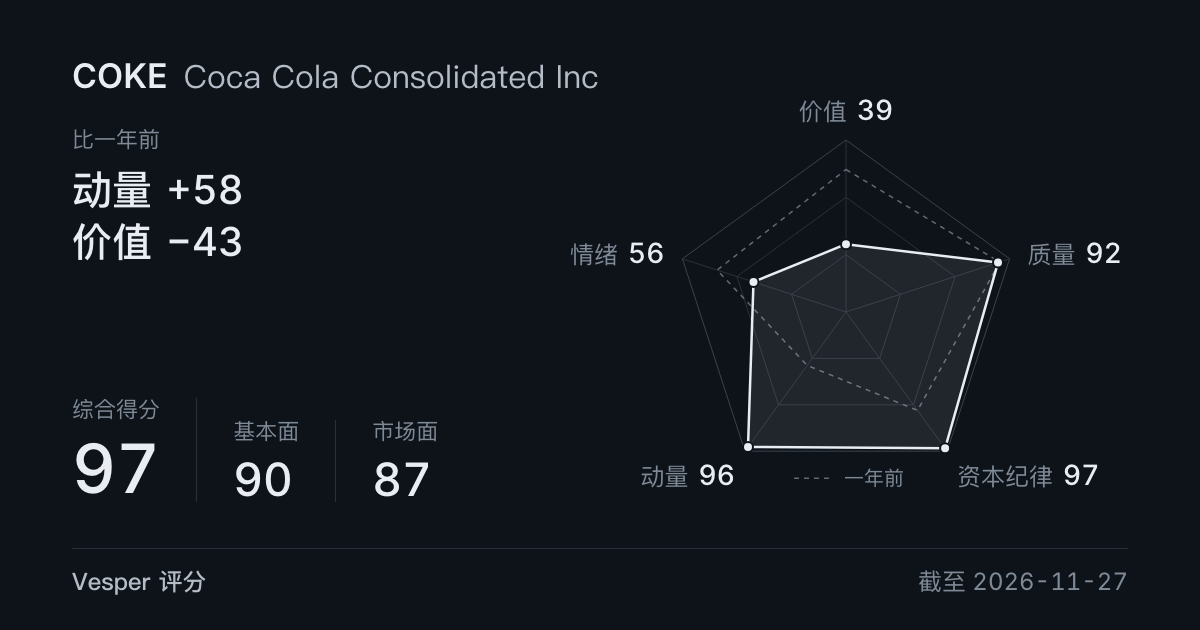 COKE Coca Cola Consolidated Inc
比一年前
动量 +58
价值 −43
价值 39
情绪 56
质量 92
动量 96
一年前
资本纪律 97
综合得分
97
基本面
90
市场面
87
Vesper 评分
截至 2026-11-27